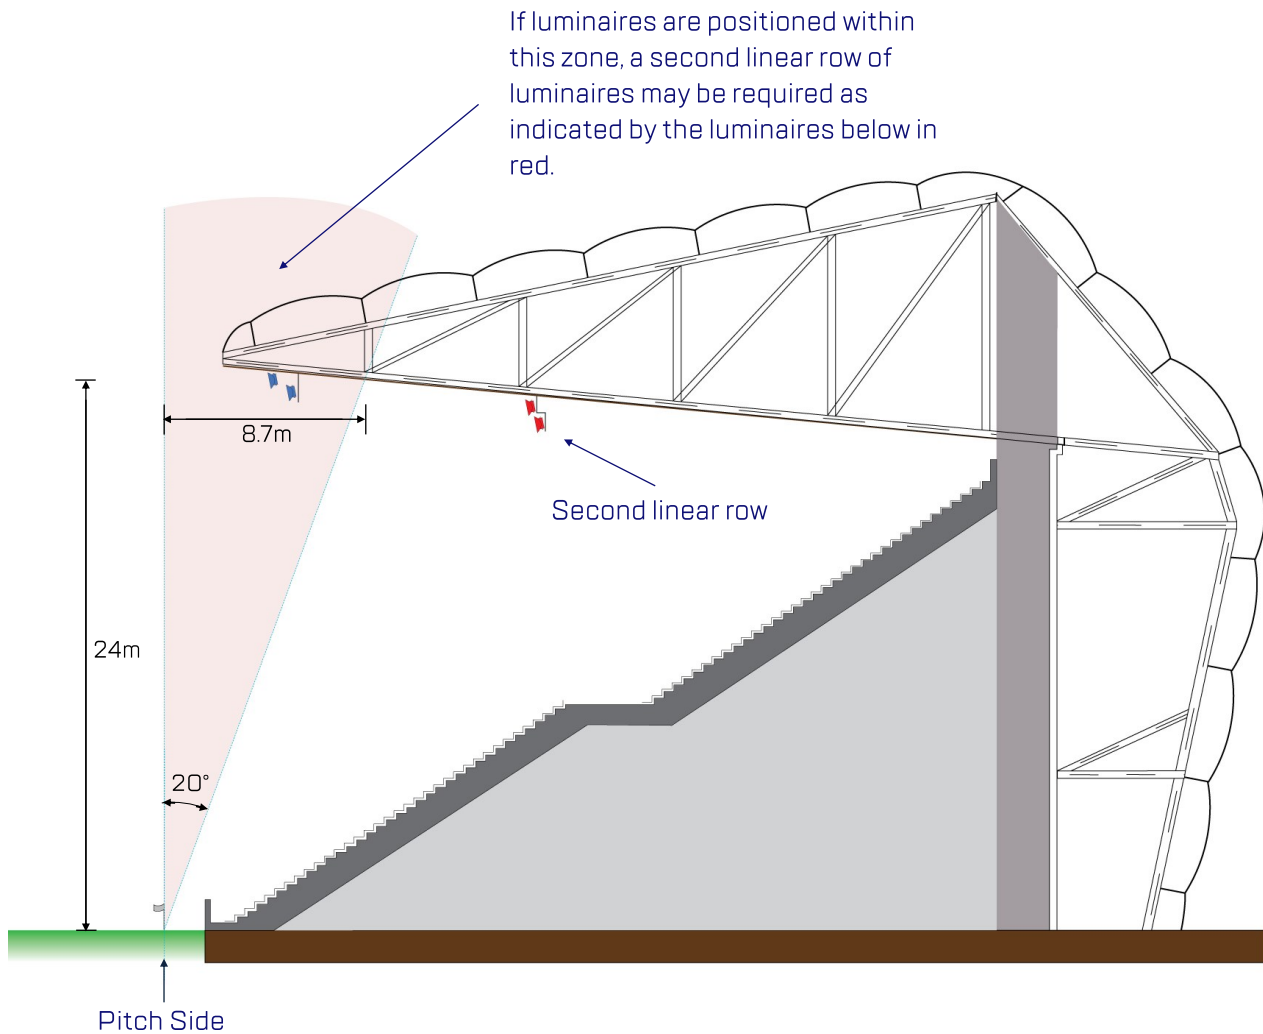 If luminaires are positioned within
this zone, a second linear row of
luminaires may be required as
indicated by the luminaires below in
red.
8.7m
Second linear row
24m
20°
Pitch Side